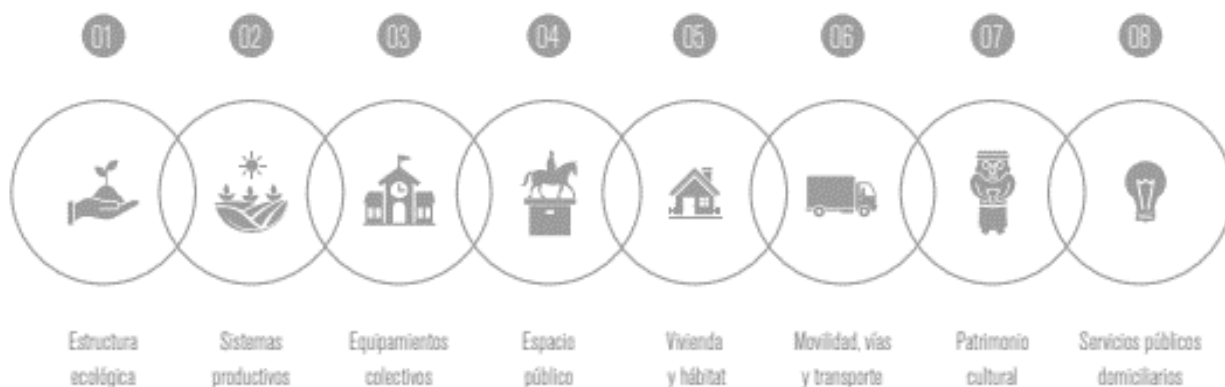 01 02 03 04 05 06 07 08
Estructura
ecológica
Sistemas
productivos
Equipamientos
colectivos
Espacio
público
Vivienda
y hábitat
Movilidad, vías
y transporte
Patrimonio
cultural
Servicios públicos
domiciliarios